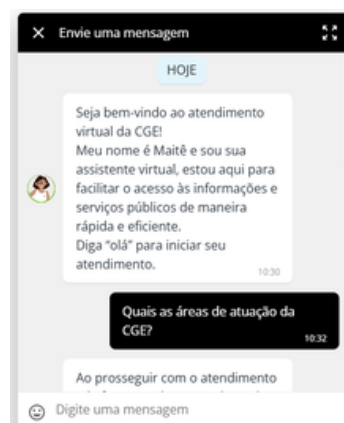 Envie uma mensagem
HOJE
Seja bem-vindo ao atendimento
virtual da CGE!
Meu nome é Maitê e sou sua
assistente virtual, estou aqui para
facilitar o acesso às informações e
serviços públicos de maneira
rápida e eficiente.
Diga “olá” para iniciar seu
atendimento.
10:30
Quais as áreas de atuação da
CGE?
10:32
Ao prosseguir com o atendimento
Digite uma mensagem